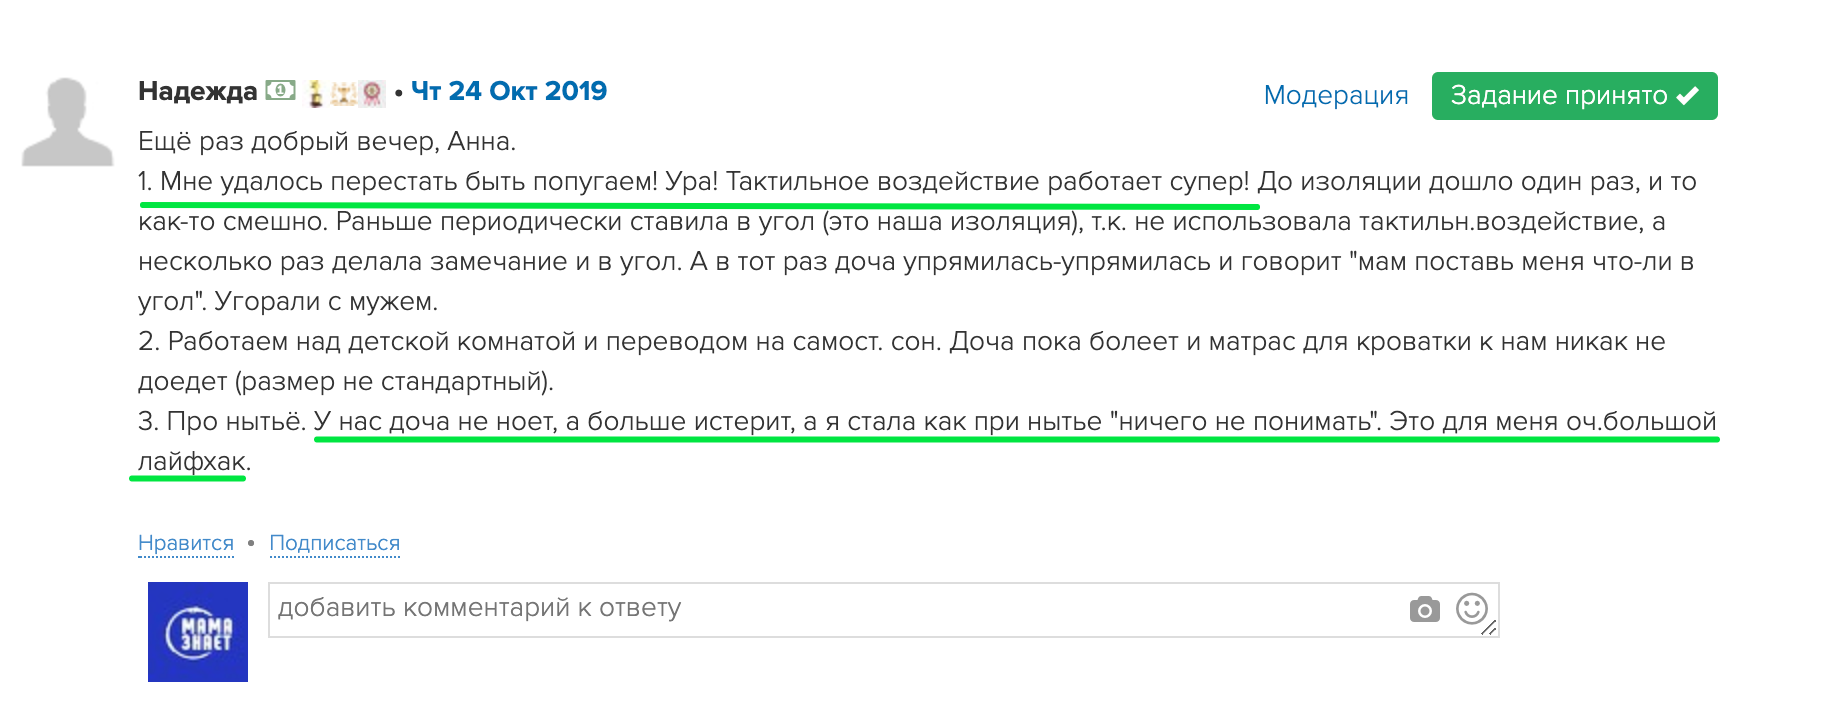 Надежда • Чт 24 Окт 2019
Модерация Задание принято
Ещё раз добрый вечер, Анна.
1. Мне удалось перестать быть попугаем! Ура! Тактильное воздействие работает супер! До изоляции дошло один раз, и то
как-то смешно. Раньше периодически ставила в угол (это наша изоляция), т.к. не использовала тактильн.воздействие, а
несколько раз делала замечание и в угол. А в тот раз доча упрямилась-упрямилась и говорит "мам поставь меня что-ли в
угол". Угорали с мужем.
2. Работаем над детской комнатой и переводом на самост. сон. Доча пока болеет и матрас для кроватки к нам никак не
доедет (размер не стандартный).
3. Про нытьё. У нас доча не ноет, а больше истерит, а я стала как при нытье "ничего не понимать". Это для меня оч.большой
лайфхак.
Нравится • Подписаться
МАМА
ЗНАЕТ
добавить комментарий к ответу